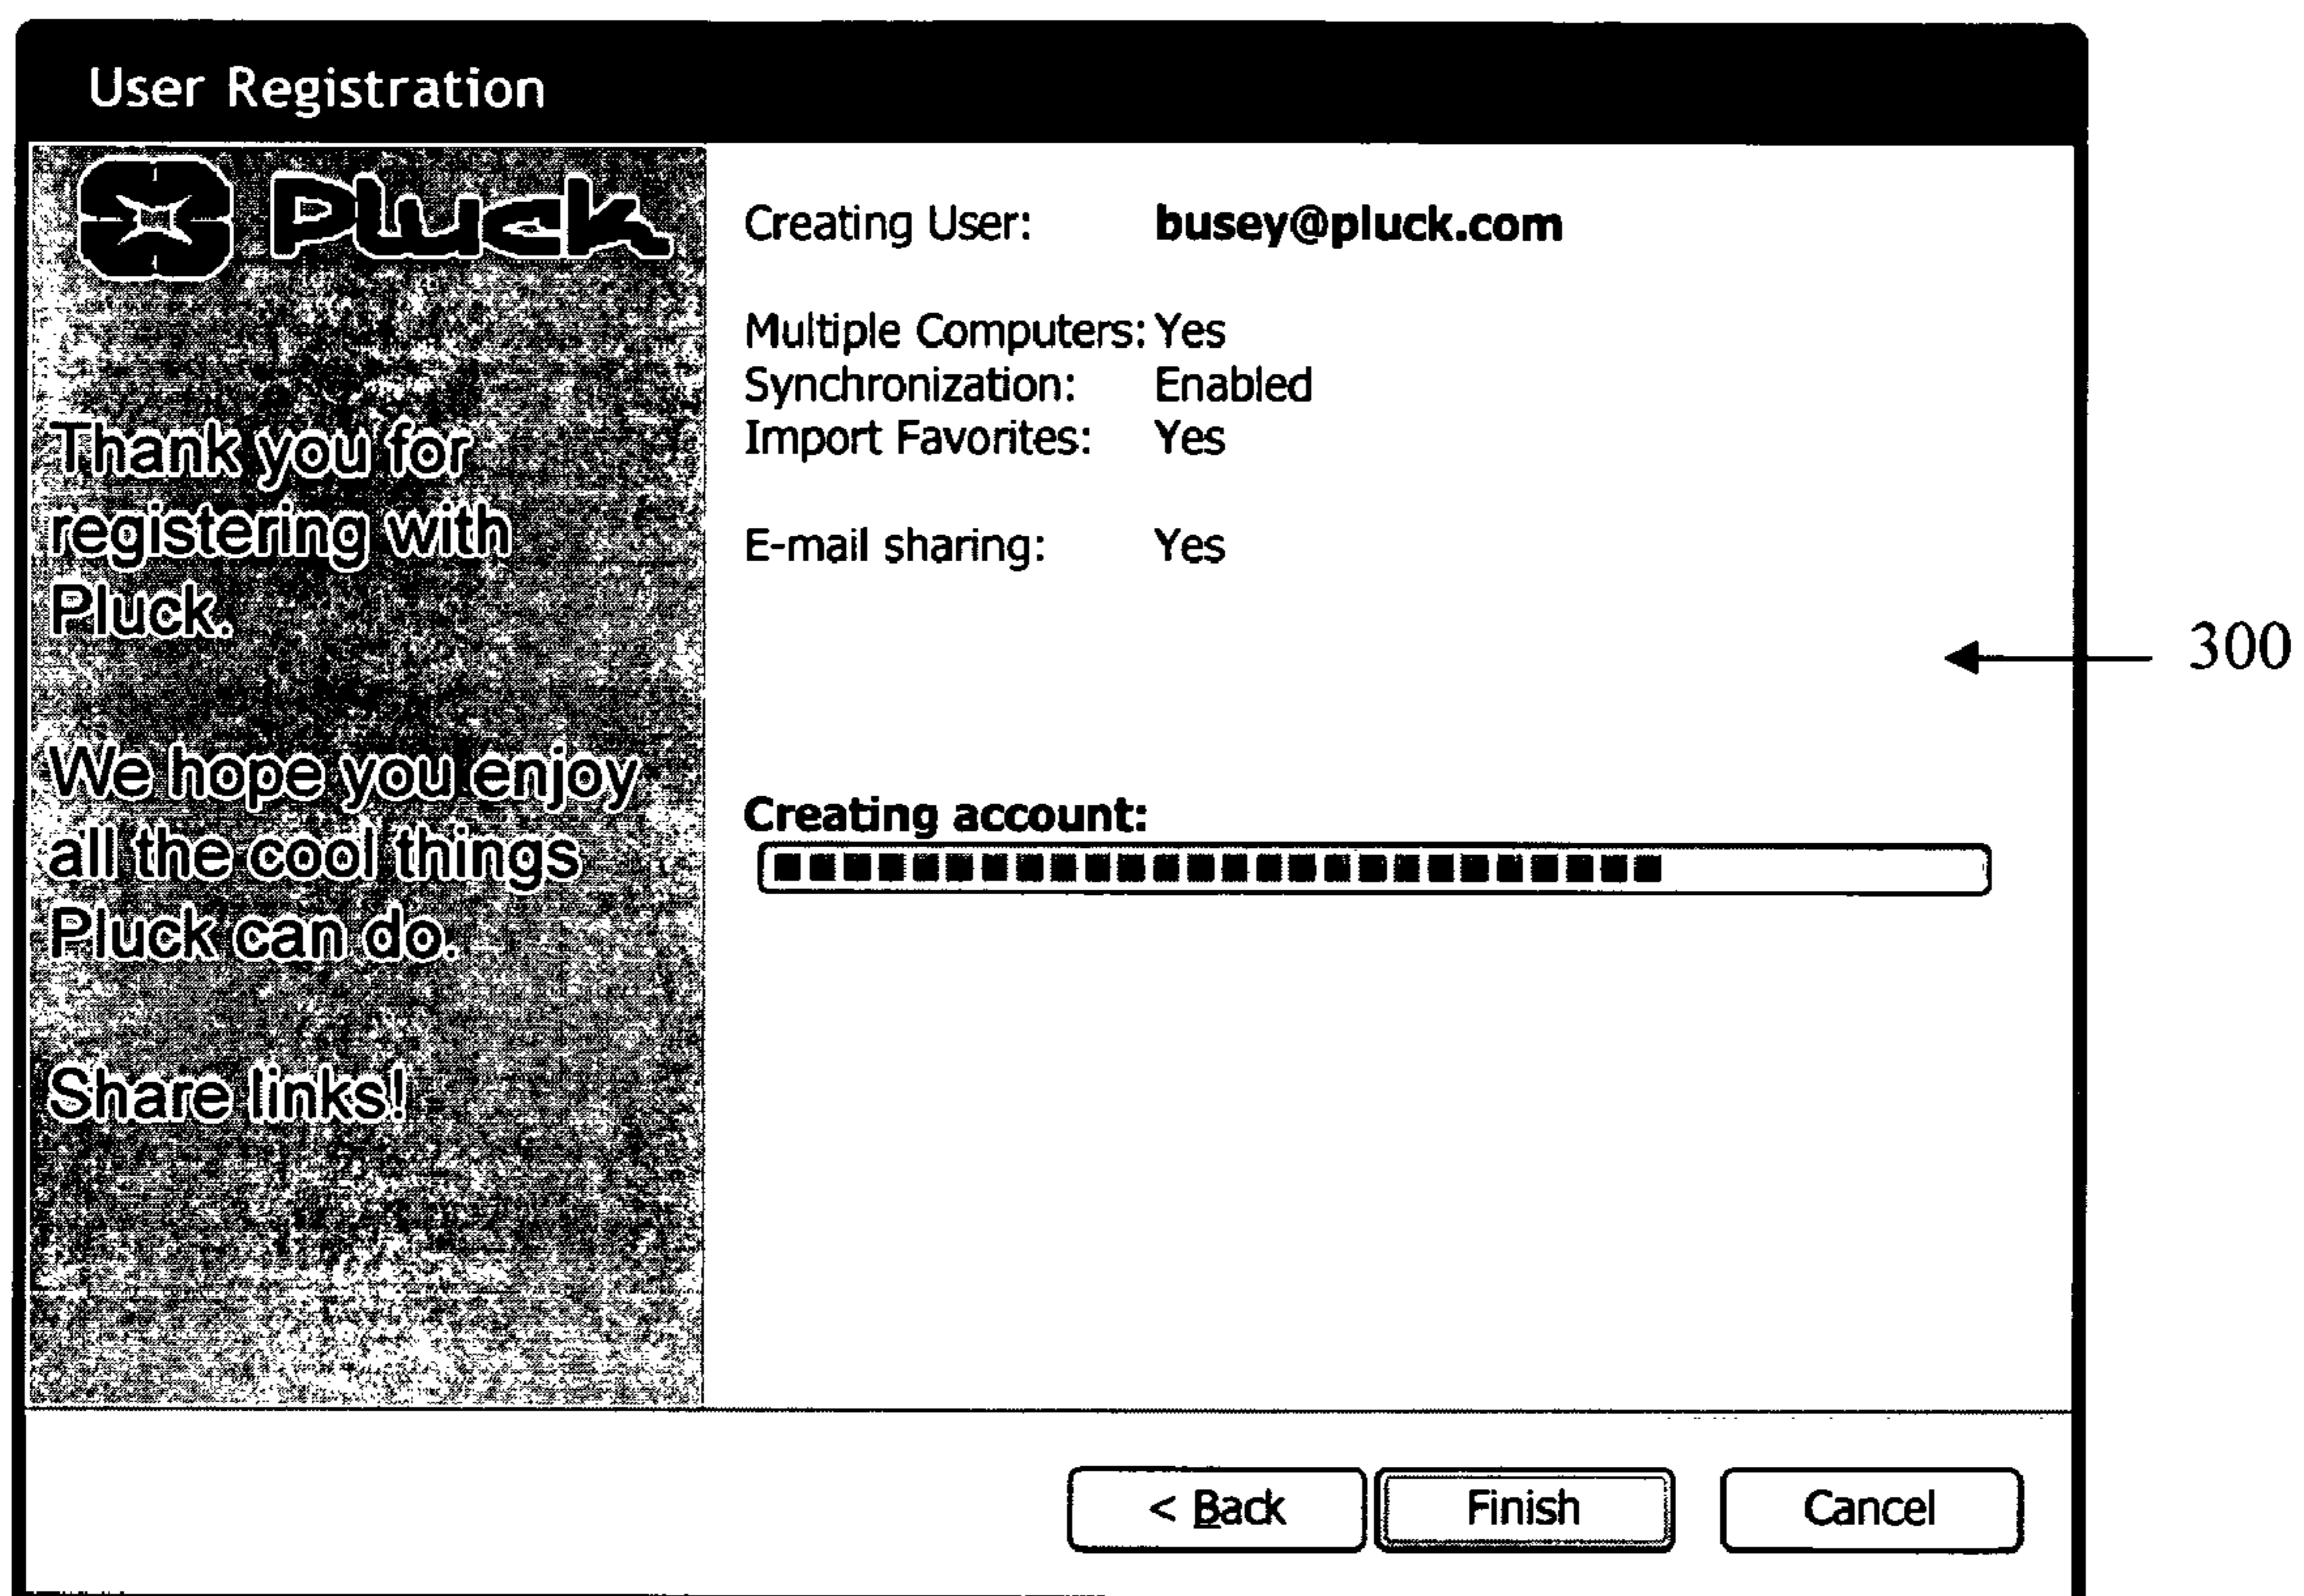 User Registration
Pluck
Thank you for
registering with
Pluck.
We hope you enjoy
all the cool things
Pluck can do.
Share links!
Creating User: busey@pluck.com
Multiple Computers: Yes
Synchronization: Enabled
Import Favorites: Yes
E-mail sharing: Yes
300
Creating account:
< Back
Finish
Cancel